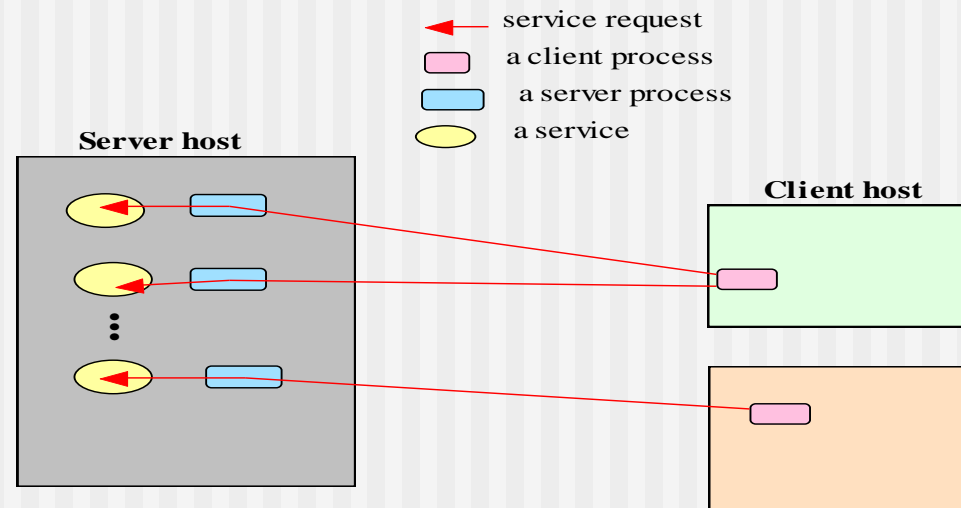 service request
a client process
a server process
a service
Server host
Client host